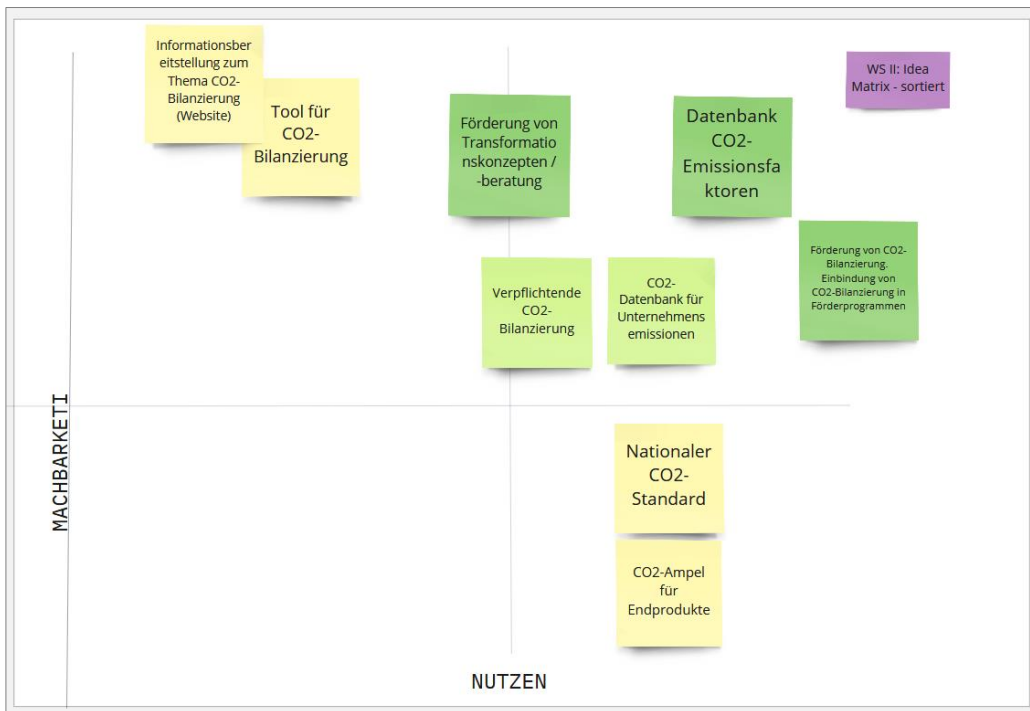 Informationsber
eitstellung zum
Thema CO2-
Bilanzierung
(Website)
Tool für
CO2-
Bilanzierung
Förderung von
Transformatio
nskonzepten /
-beratung
Datenbank
CO2-
Emissionsfa
ktoren
WS II: Idea
Matrix - sortiert
Verpflichtende
CO2-
Bilanzierung
CO2-
Datenbank für
Unternehmens
emissionen
Förderung von CO2-
Bilanzierung.
Einbindung von
CO2-Bilanzierung in
Förderprogrammen
MACHBARKETI
Nationaler
CO2-
Standard
CO2-Ampel
für
Endprodukte
NUTZEN